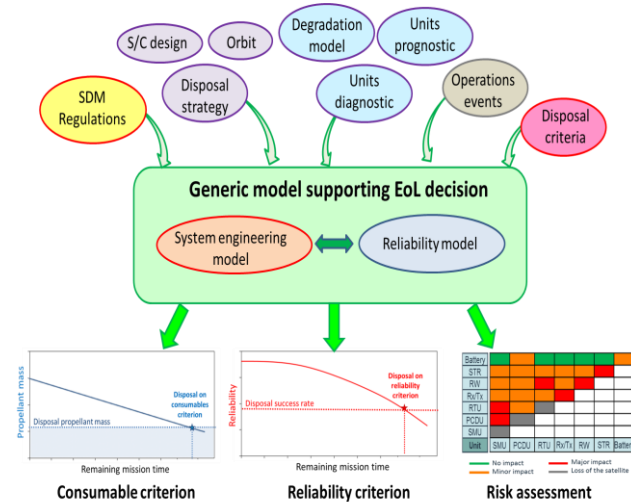 S/C design
Orbit
Degradation
model
Units
prognostic
SDM
Regulations
Disposal
strategy
Units
diagnostic
Operations
events
Disposal
criteria
Generic model supporting EoL decision
System engineering
model
Reliability model
Propellant mass
Disposal on
consumables
criterion
Disposal propellant mass
Remaining mission time
Consumable criterion
Reliability
Disposal on
reliability
criterion
Disposal success rate
Remaining mission time
Reliability criterion
Battery
STR
RW
Rx/Tx
RTU
PCDU
SMU
Unit SMU PCDU RTU Rx/Tx RW STR Batte
No impact
Major impact
Minor impact
Loss of the satellite
Risk assessment